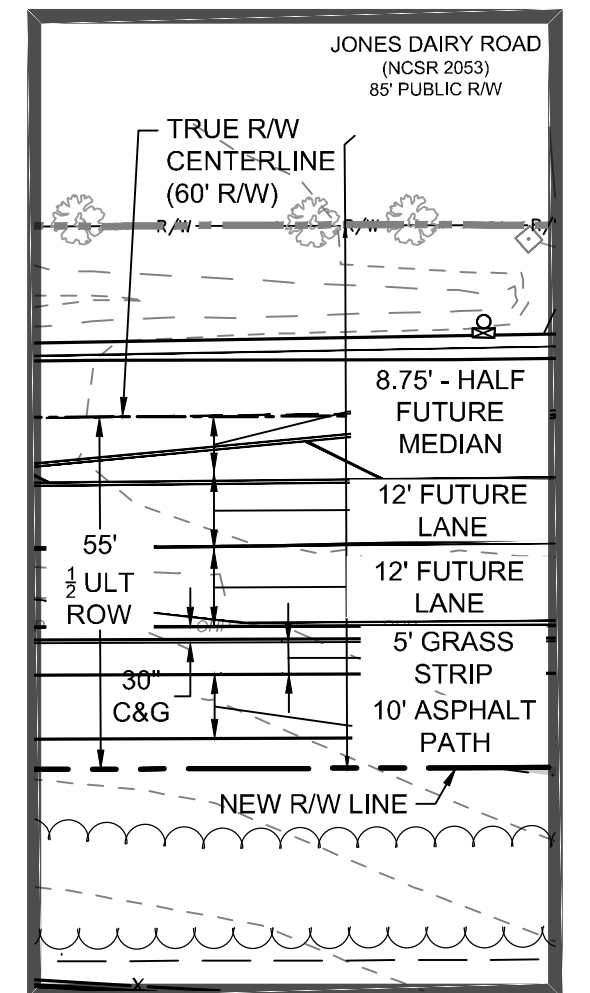 JONES DAIRY ROAD
(NCSR 2053)
85' PUBLIC R/W
TRUE R/W
CENTERLINE
(60' R/W)
R/W
R/W
R/
8.75' - HALF
FUTURE
MEDIAN
12' FUTURE
LANE
55'
½ ULT
ROW
12' FUTURE
LANE
5' GRASS
STRIP
30"
C&G
10' ASPHALT
PATH
NEW R/W LINE
X